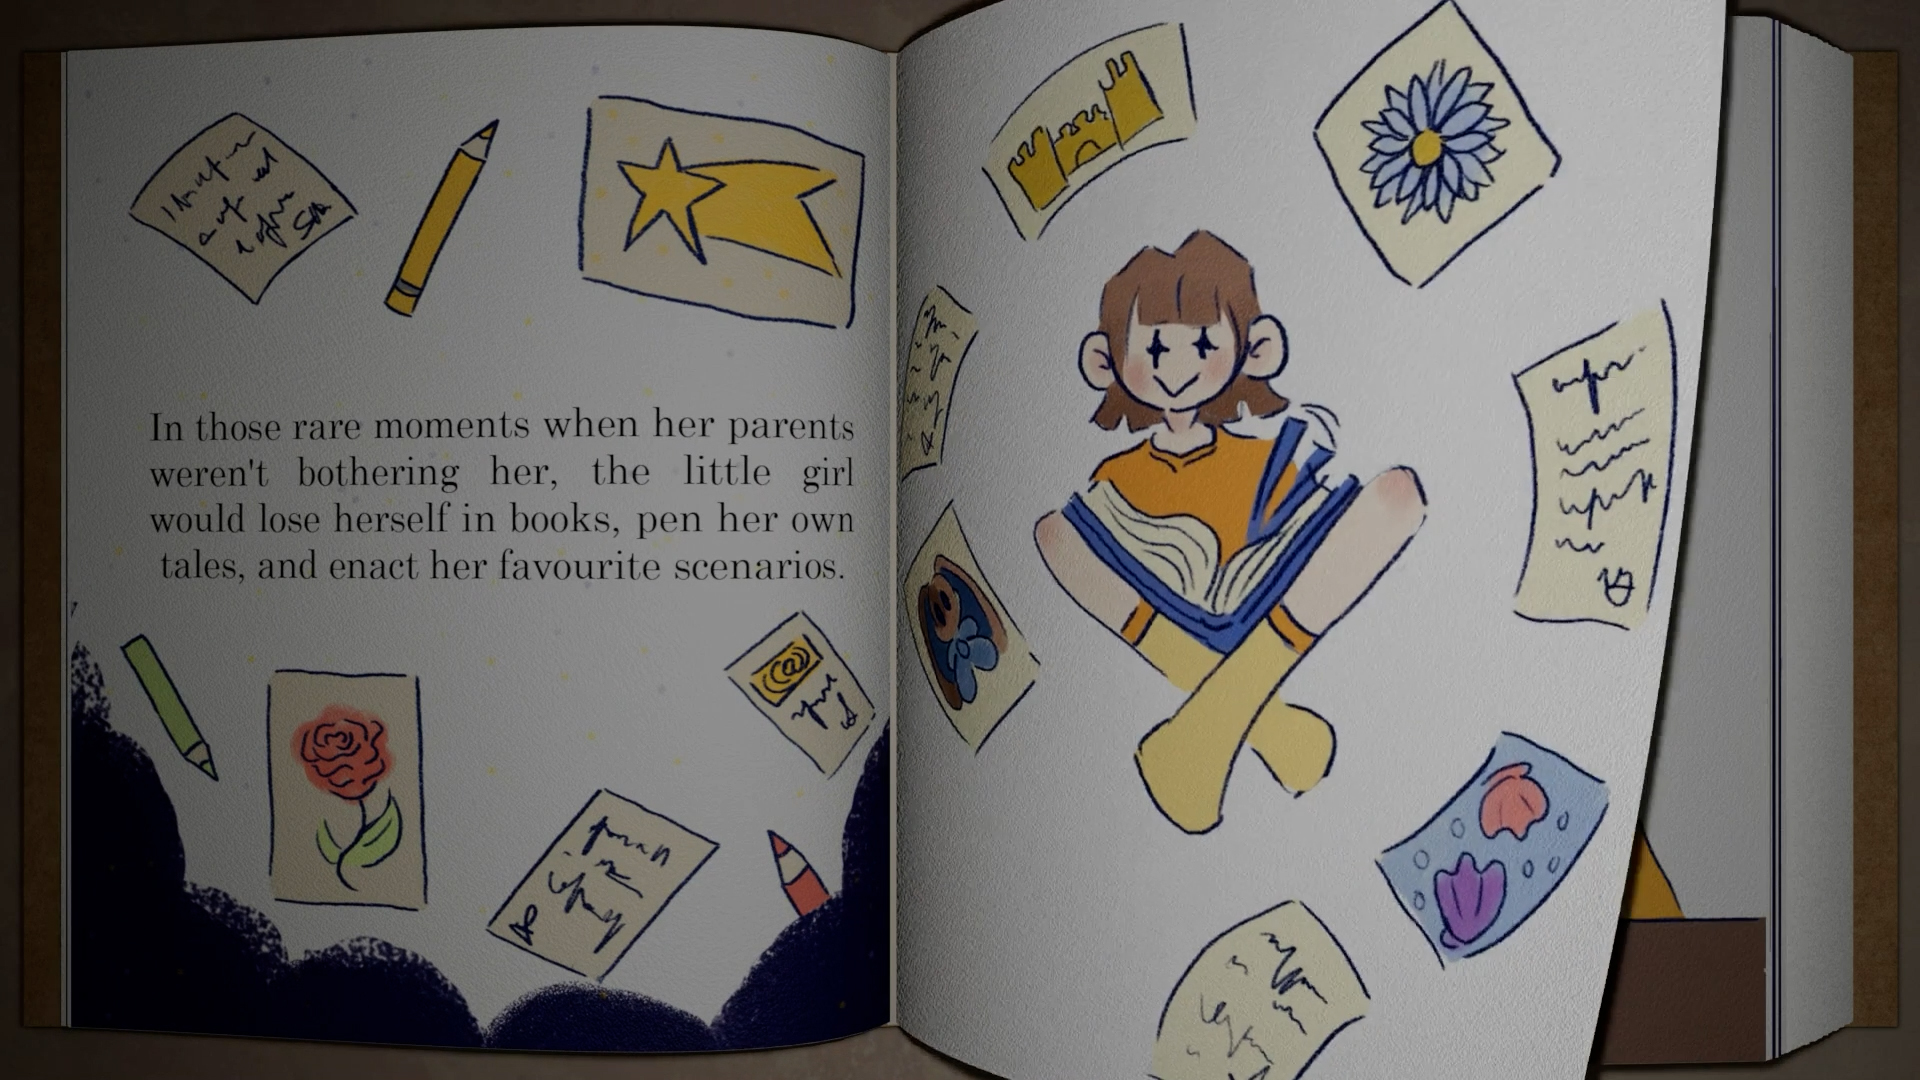 In those rare moments when her parents
weren't bothering her, the little girl
would lose herself in books, pen her own
tales, and enact her favourite scenarios.